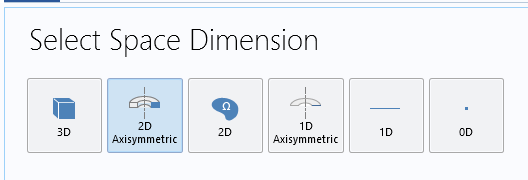 Select Space Dimension
3D
2D
Axisymmetric
Ω
2D
1D
Axisymmetric
1D
0D